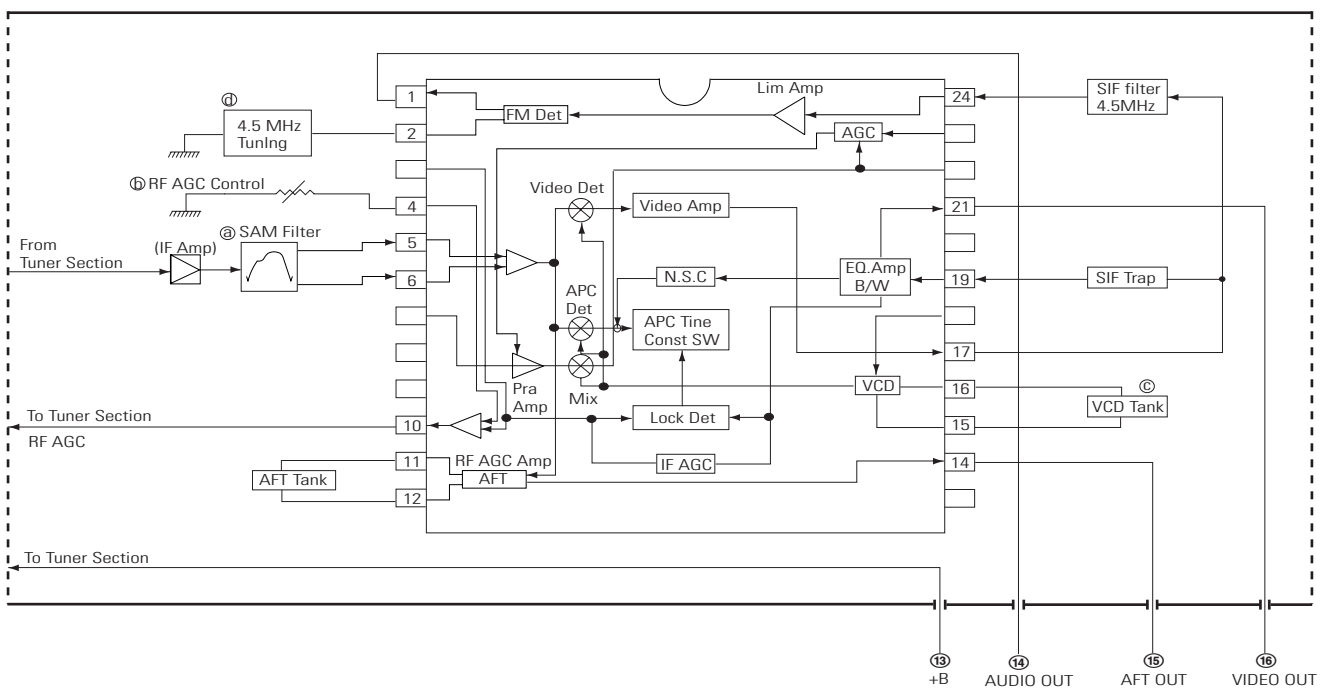 ⓓ
4.5 MHz
TunIng
ⓑ RF AGC Control
ⓐ SAM Filter
(IF Amp)
From
Tuner Section
To Tuner Section
RF AGC
AFT Tank
To Tuner Section
1
2
4
5
6
10
11
12
FM Det
Lim Amp
AGC
Video Det
Video Amp
N.S.C
EQ.Amp
B/W
APC
Det
APC Tine
Const SW
Pra
Amp
Mix
VCD
Lock Det
IF AGC
RF AGC Amp
AFT
24
21
19
17
16
15
14
SIF filter
4.5MHz
SIF Trap
ⓒ
VCD Tank
⑬
+B
⑭
AUDIO OUT
⑮
AFT OUT
⑯
VIDEO OUT